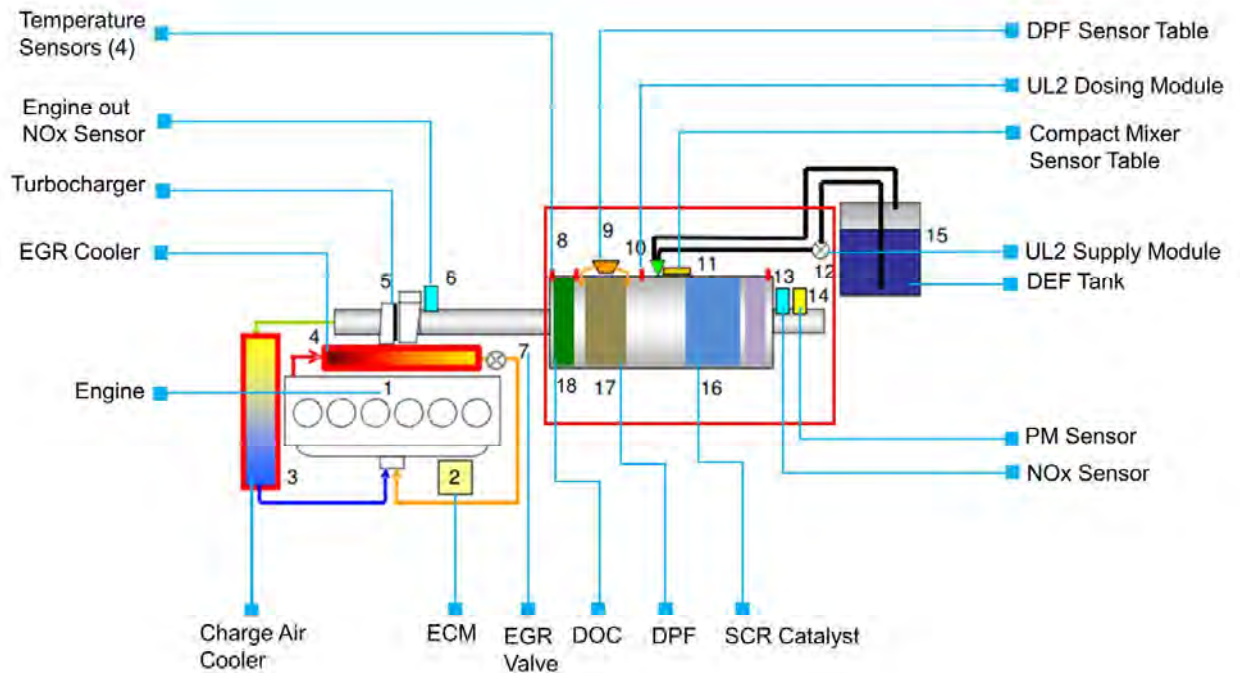 Temperature
Sensors (4)
Engine out
NOx Sensor
Turbocharger
EGR Cooler
Engine
DPF Sensor Table
UL2 Dosing Module
Compact Mixer
Sensor Table
UL2 Supply Module
DEF Tank
PM Sensor
NOx Sensor
5
6
8
9
10
11
12
13
14
15
4
7
1
18
17
16
3
2
Charge Air
Cooler
ECM
EGR
Valve
DOC
DPF
SCR Catalyst